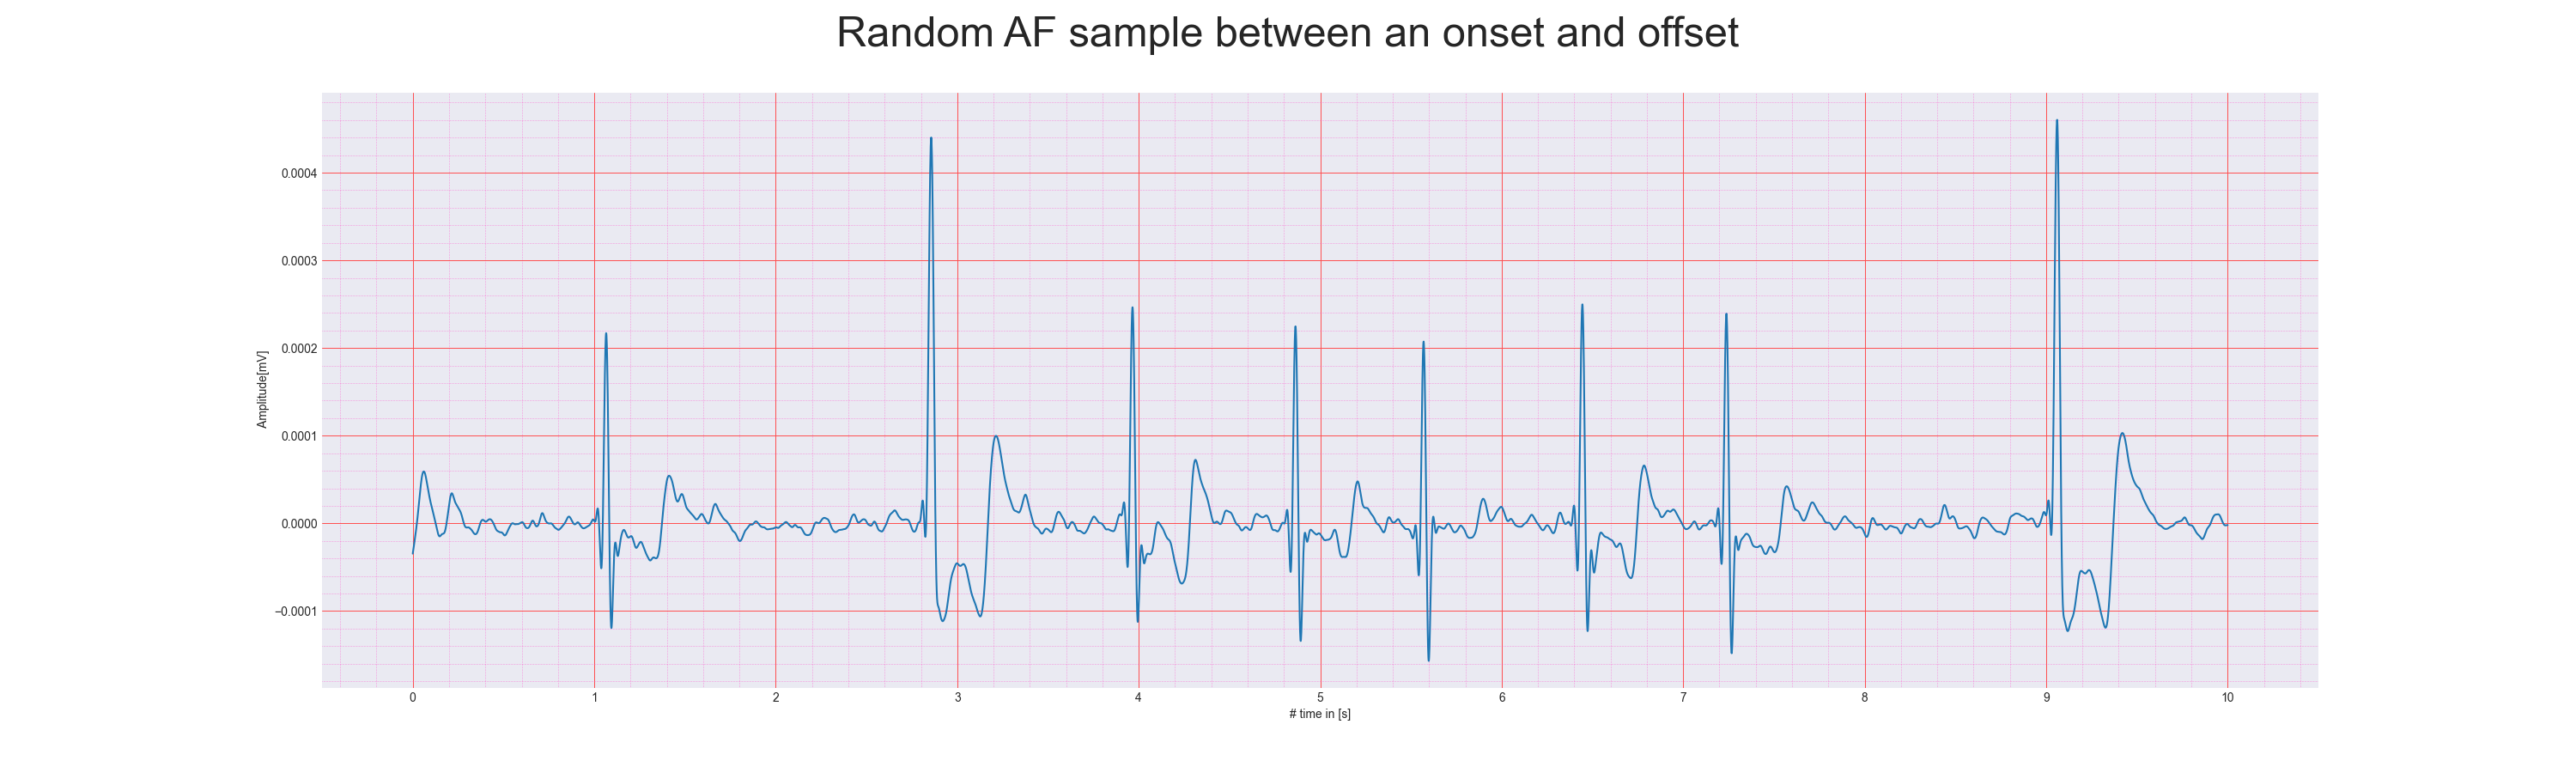 Random AF sample between an onset and offset
0.0004
0.0003
0.0002
0.0001
0.0000
−0.0001
Amplitude[mV]
0 1 2 3 4 5 6 7 8 9 10
# time in [s]